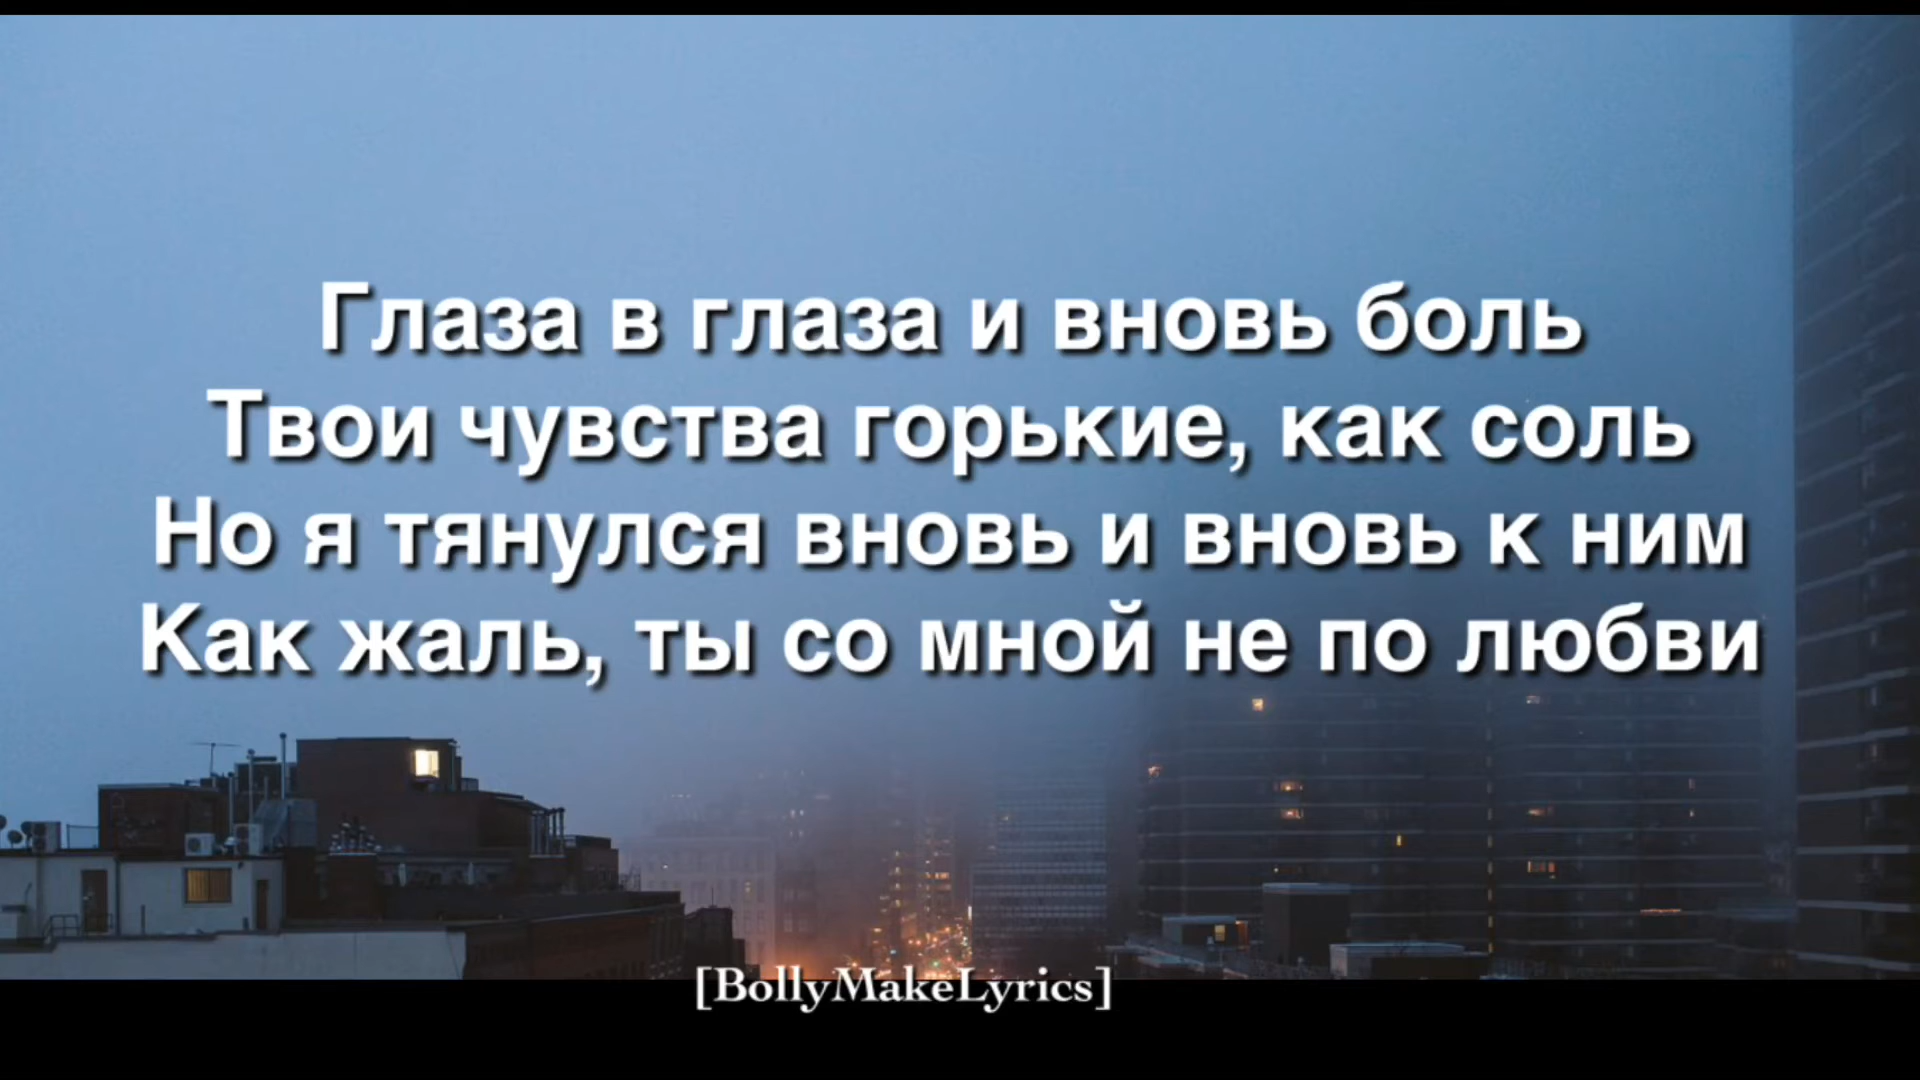 Глаза в глаза и вновь боль
Твои чувства горькие, как соль
Но я тянулся вновь и вновь к ним
Как жаль, ты со мной не по любви
[BollyMakeLyrics]